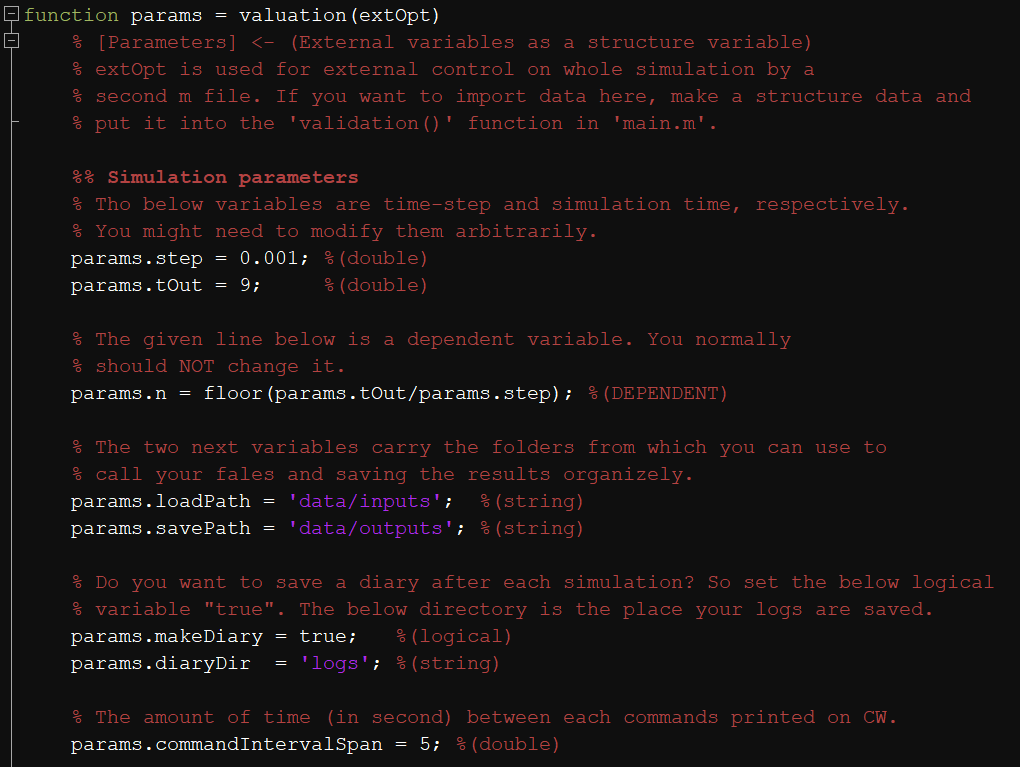 function params = valuation(extOpt)
% [Parameters] <- (External variables as a structure variable)
% extOpt is used for external control on whole simulation by a
% second m file. If you want to import data here, make a structure data and
% put it into the 'validation()' function in 'main.m'.
%% Simulation parameters
% Tho below variables are time-step and simulation time, respectively.
% You might need to modify them arbitrarily.
params.step = 0.001; %(double)
params.tOut = 9;     %(double)
% The given line below is a dependent variable. You normally
% should NOT change it.
params.n = floor(params.tOut/params.step); %(DEPENDENT)
% The two next variables carry the folders from which you can use to
% call your fales and saving the results organizely.
params.loadPath = 'data/inputs';  %(string)
params.savePath = 'data/outputs'; %(string)
% Do you want to save a diary after each simulation? So set the below logical
% variable "true". The below directory is the place your logs are saved.
params.makeDiary = true;   %(logical)
params.diaryDir  = 'logs'; %(string)
% The amount of time (in second) between each commands printed on CW.
params.commandIntervalSpan = 5; %(double)